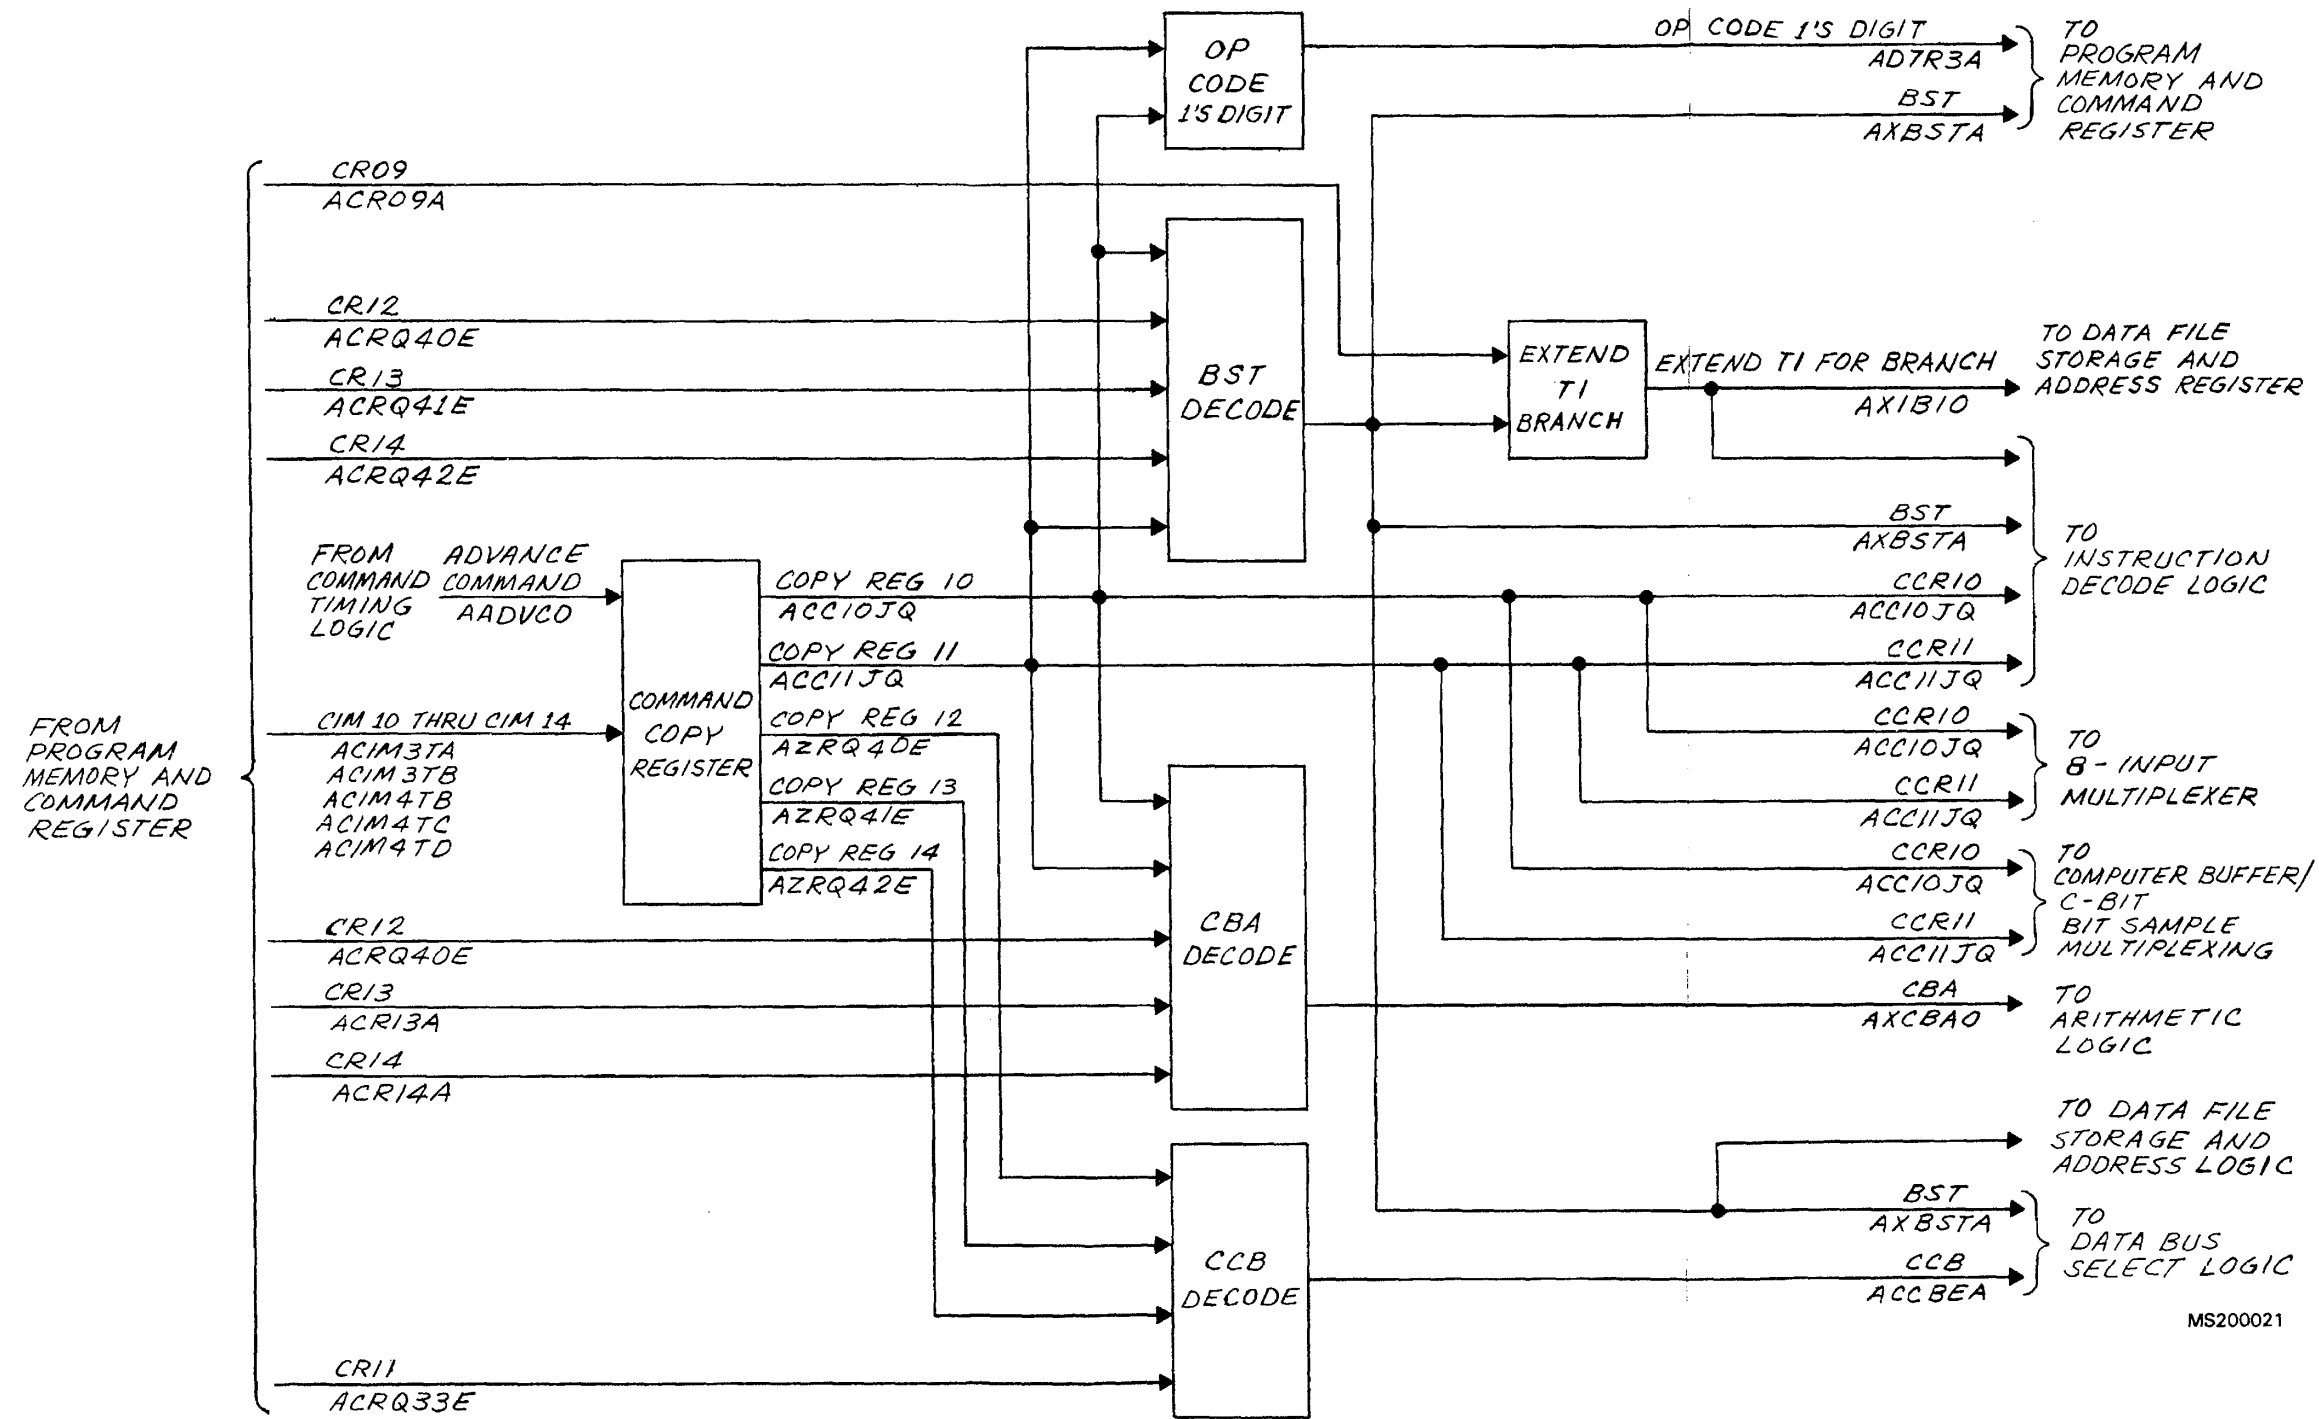 OP
CODE
1'S DIGIT
OP CODE 1'S DIGIT
AD7R3A
BST
AXBSTA
TO
PROGRAM
MEMORY AND
COMMAND
REGISTER
CR09
ACR09A
CR12
ACRQ40E
CR13
ACRQ41E
CR14
ACRQ42E
BST
DECODE
EXTEND
TI
BRANCH
EXTEND TI FOR BRANCH
AXIBIO
TO DATA FILE
STORAGE AND
ADDRESS REGISTER
BST
AXBSTA
CCR10
ACC10JQ
CCR11
ACC11JQ
TO
INSTRUCTION
DECODE LOGIC
FROM
COMMAND
TIMING
LOGIC
ADVANCE
COMMAND
AADVCO
COMMAND
COPY
REGISTER
COPY REG 10
ACC10JQ
COPY REG 11
ACC11JQ
COPY REG 12
AZRQ40E
COPY REG 13
AZRQ41E
COPY REG 14
AZRQ42E
FROM
PROGRAM
MEMORY AND
COMMAND
REGISTER
CIM 10 THRU CIM 14
ACIM3TA
ACIM3TB
ACIM4TB
ACIM4TC
ACIM4TD
CCR10
ACC10JQ
CCR11
ACC11JQ
TO
8-INPUT
MULTIPLEXER
CCR10
ACC10JQ
CCR11
ACC11JQ
TO
COMPUTER BUFFER/
C-BIT
BIT SAMPLE
MULTIPLEXING
CR12
ACRQ40E
CR13
ACR13A
CR14
ACR14A
CBA
DECODE
CBA
AXCBAO
TO
ARITHMETIC
LOGIC
TO DATA FILE
STORAGE AND
ADDRESS LOGIC
BST
AXBSTA
CCB
ACCBEA
TO
DATA BUS
SELECT LOGIC
CCB
DECODE
CR11
ACRQ33E
MS200021